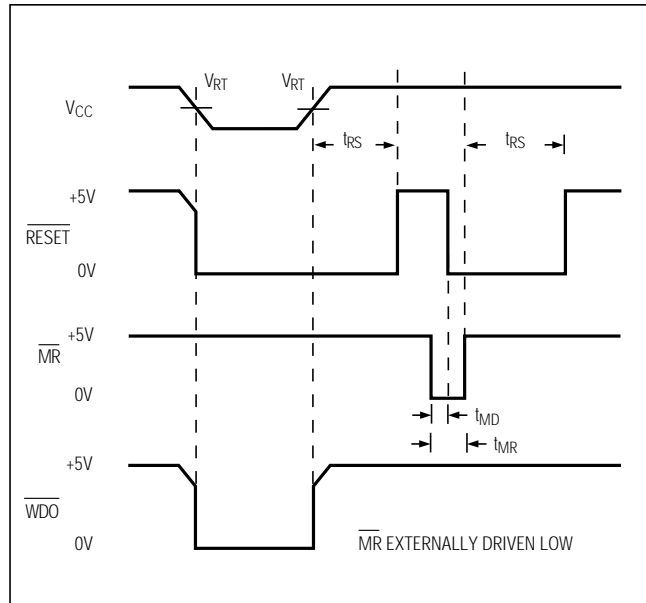 VRT VRT
VCC
tRS tRS
+5V
RESET
0V
+5V
MR
0V
tMD
tMR
+5V
WDO
0V
MR EXTERNALLY DRIVEN LOW